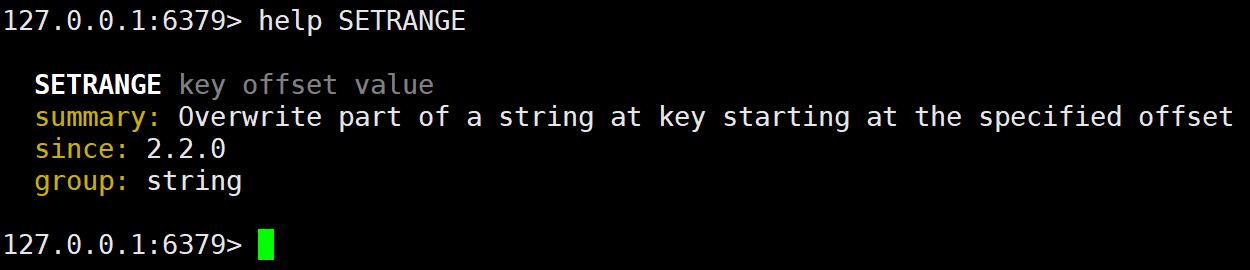 127.0.0.1:6379> help SETRANGE
SETRANGE key offset value
summary: Overwrite part of a string at key starting at the specified offset
since: 2.2.0
group: string
127.0.0.1:6379>